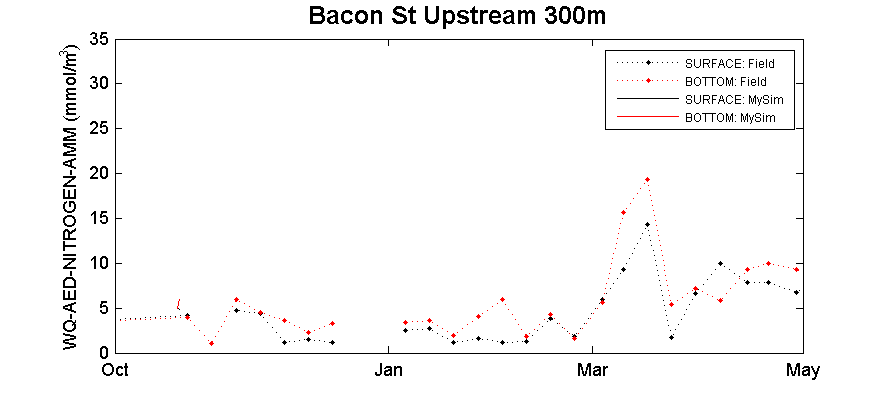 Bacon St Upstream 300m
WQ-AED-NITROGEN-AMM (mmol/m³)
35
30
25
20
15
10
5
0
Oct Jan Mar May
SURFACE: Field
BOTTOM: Field
SURFACE: MySim
BOTTOM: MySim